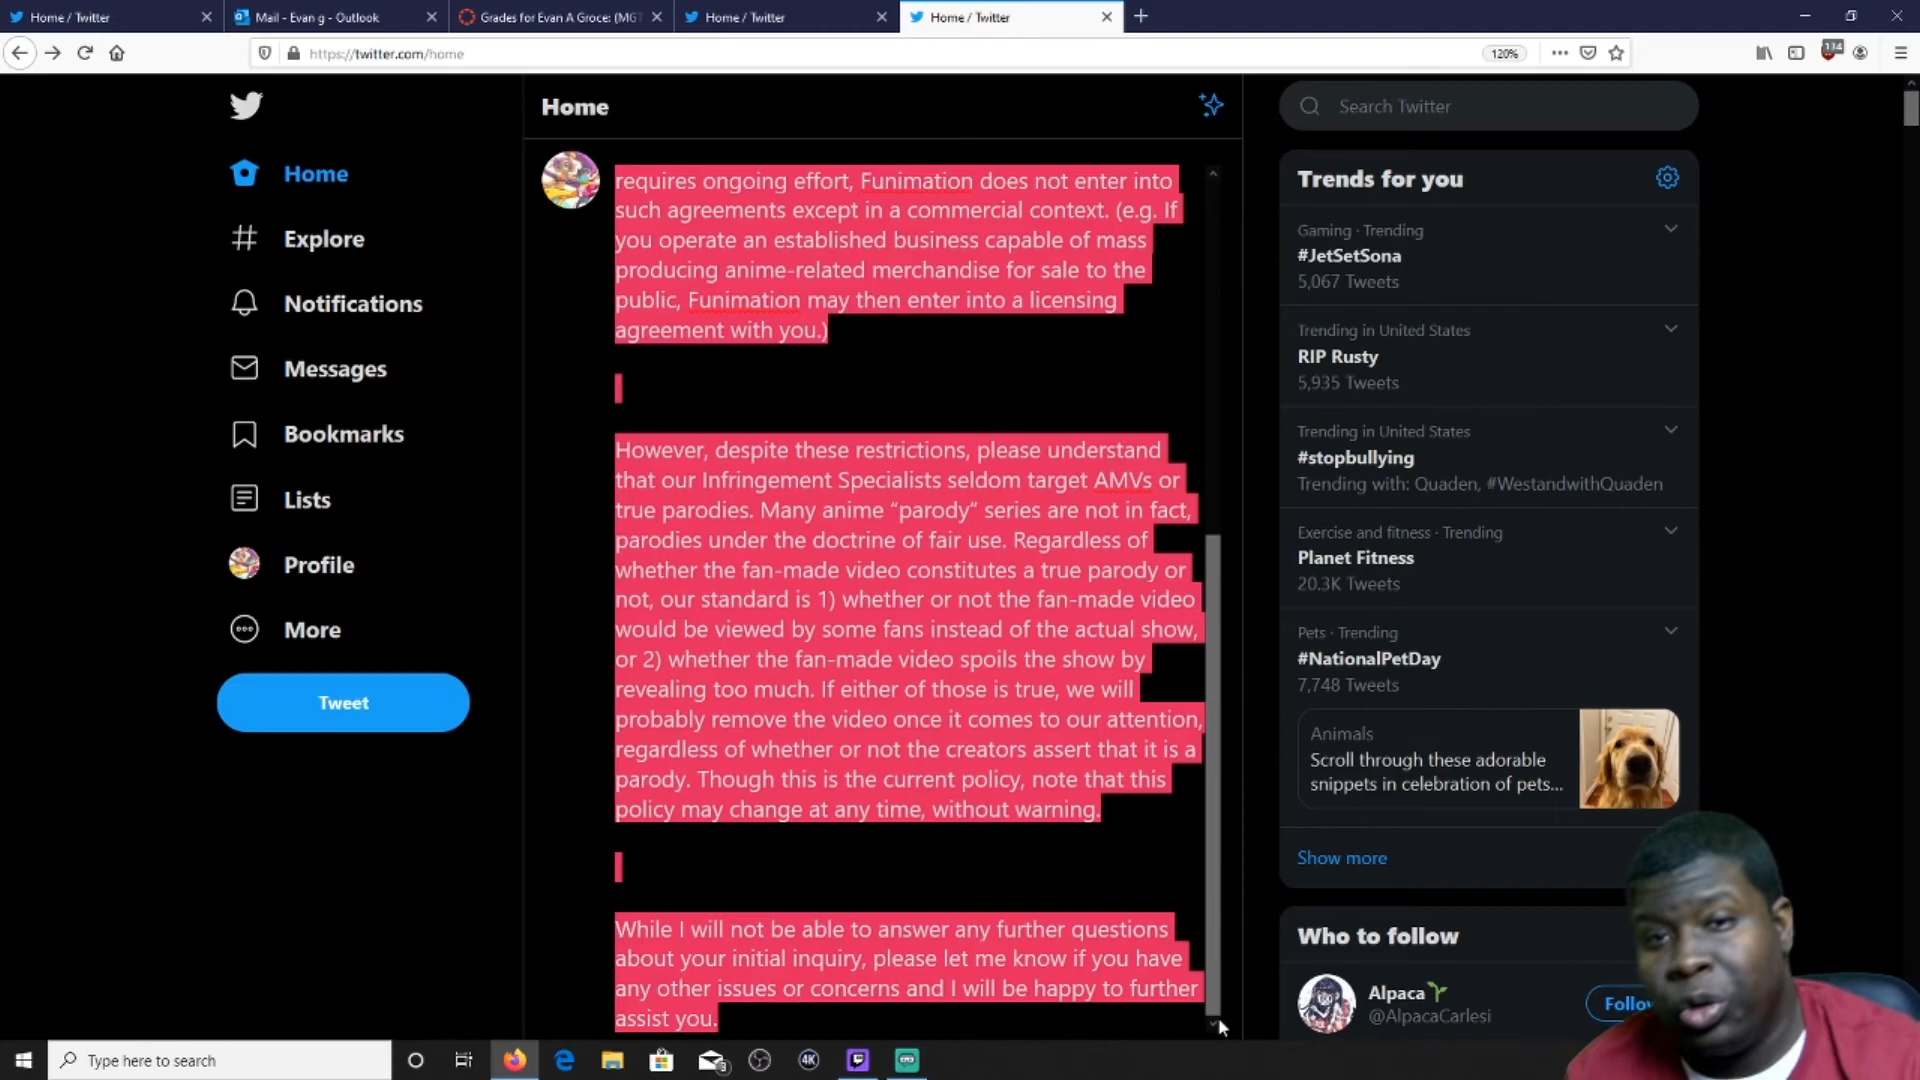 Home / Twitter
Mail - Evan g - Outlook
Grades for Evan A Groce: (MGT
Home / Twitter
Home / Twitter
https://twitter.com/home
120%
134
Home
Explore
Notifications
Messages
Bookmarks
Lists
Profile
More
Tweet
Home
requires ongoing effort, Funimation does not enter into
such agreements except in a commercial context. (e.g. If
you operate an established business capable of mass
producing anime-related merchandise for sale to the
public, Funimation may then enter into a licensing
agreement with you.)
However, despite these restrictions, please understand
that our Infringement Specialists seldom target AMVs or
true parodies. Many anime “parody“ series are not in fact,
parodies under the doctrine of fair use. Regardless of
whether the fan-made video constitutes a true parody or
not, our standard is 1) whether or not the fan-made video
would be viewed by some fans instead of the actual show,
or 2) whether the fan-made video spoils the show by
revealing too much. If either of those is true, we will
probably remove the video once it comes to our attention,
regardless of whether or not the creators assert that it is a
parody. Though this is the current policy, note that this
policy may change at any time, without warning.
While I will not be able to answer any further questions
about your initial inquiry, please let me know if you have
any other issues or concerns and I will be happy to further
assist you.
Search Twitter
Trends for you
Gaming · Trending
#JetSetSona
5,067 Tweets
Trending in United States
RIP Rusty
5,935 Tweets
Trending in United States
#stopbullying
Trending with: Quaden, #WestandwithQuaden
Exercise and fitness · Trending
Planet Fitness
20.3K Tweets
Pets · Trending
#NationalPetDay
7,748 Tweets
Animals
Scroll through these adorable
snippets in celebration of pets...
Show more
Who to follow
Alpaca
@AlpacaCarlesi
Follo
Type here to search
3
4K